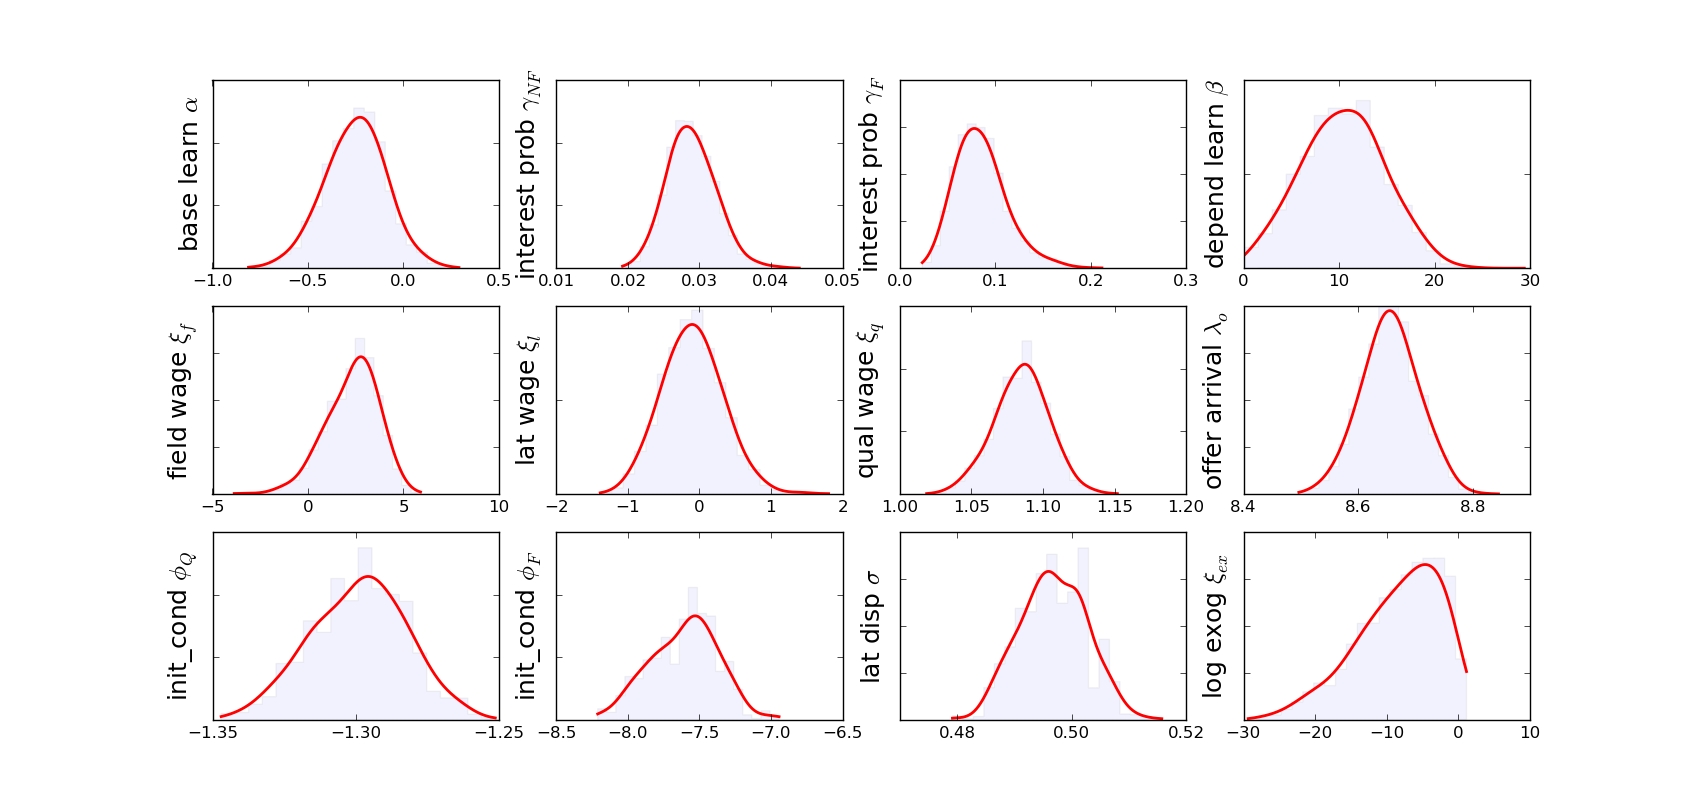 base learn α
−1.0 −0.5 0.0 0.5
interest prob γ_NF
0.01 0.02 0.03 0.04 0.05
interest prob γ_F
0.0 0.1 0.2 0.3
depend learn β
0 10 20 30
field wage ξ_f
−5 0 5 10
lat wage ξ_l
−2 −1 0 1 2
qual wage ξ_q
1.00 1.05 1.10 1.15 1.20
offer arrival λ_o
8.4 8.6 8.8
init_cond ϕ_Q
−1.35 −1.30 −1.25
init_cond ϕ_F
−8.5 −8.0 −7.5 −7.0 −6.5
lat disp σ
0.48 0.50 0.52
log exog ξ_ex
−30 −20 −10 0 10